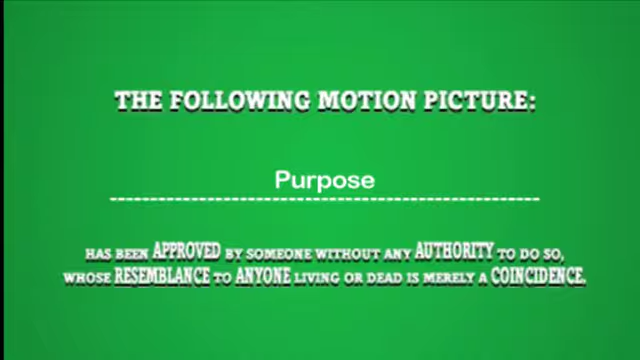 THE FOLLOWING MOTION PICTURE:
Purpose
HAS BEEN APPROVED BY SOMEONE WITHOUT ANY AUTHORITY TO DO SO,
WHOSE RESEMBLANCE TO ANYONE LIVING OR DEAD IS MERELY A COINCIDENCE.